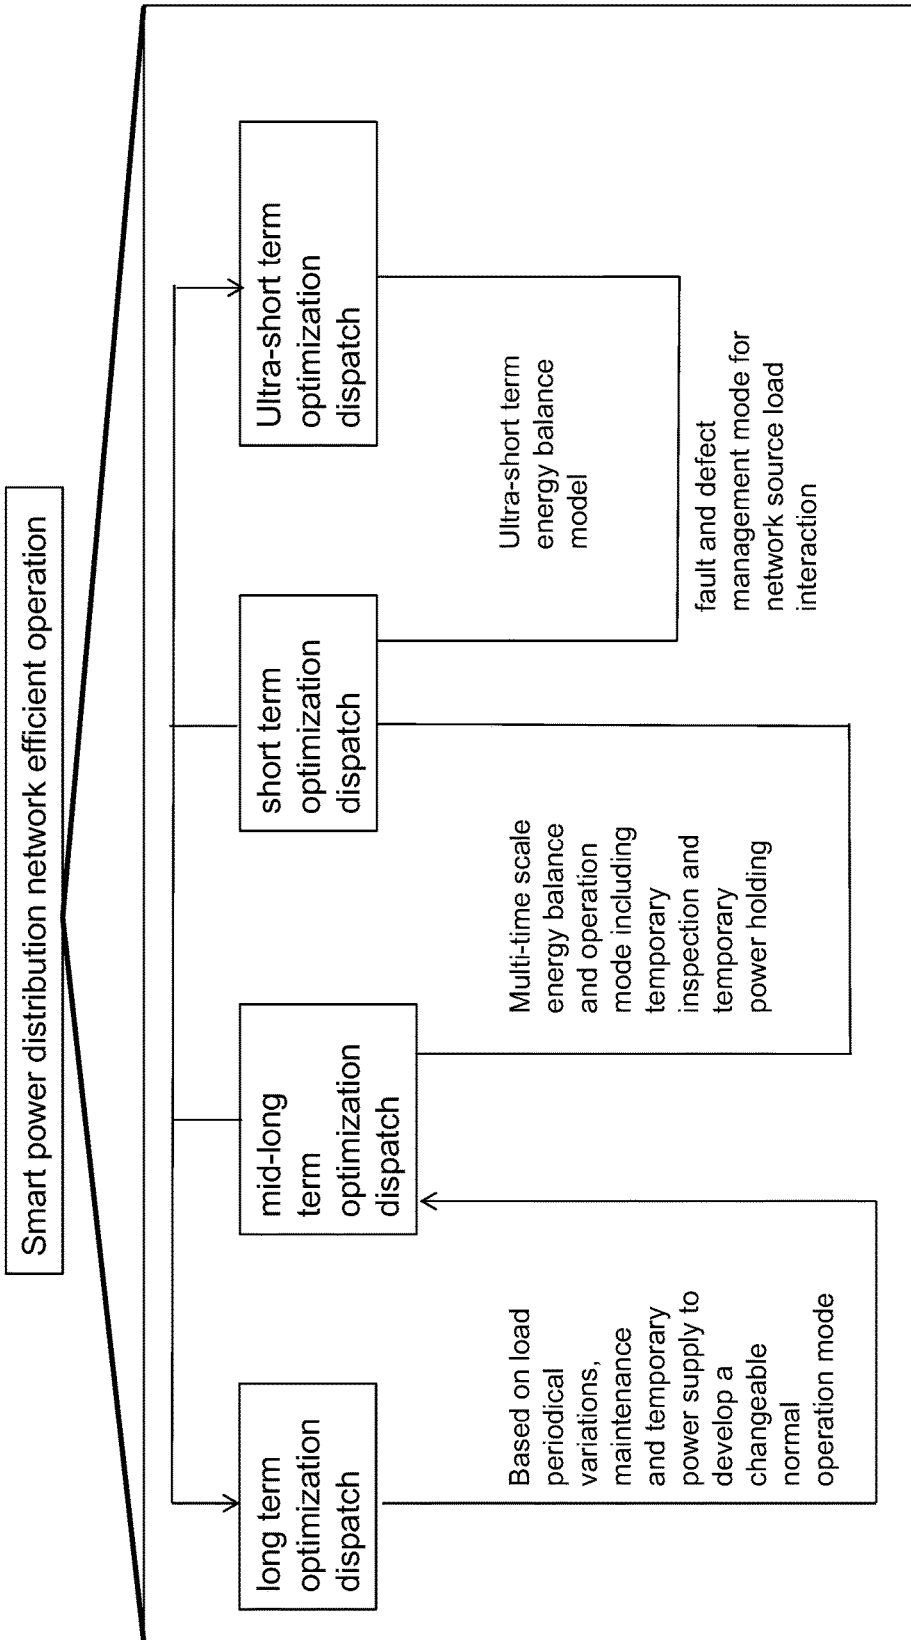 Smart power distribution network efficient operation
long term
optimization
dispatch
mid-long
term
optimization
dispatch
short term
optimization
dispatch
Ultra-short term
optimization
dispatch
Based on load
periodical
variations,
maintenance
and temporary
power supply to
develop a
changeable
normal
operation mode
Multi-time scale
energy balance
and operation
mode including
temporary
inspection and
temporary
power holding
Ultra-short term
energy balance
model
fault and defect
management mode for
network source load
interaction